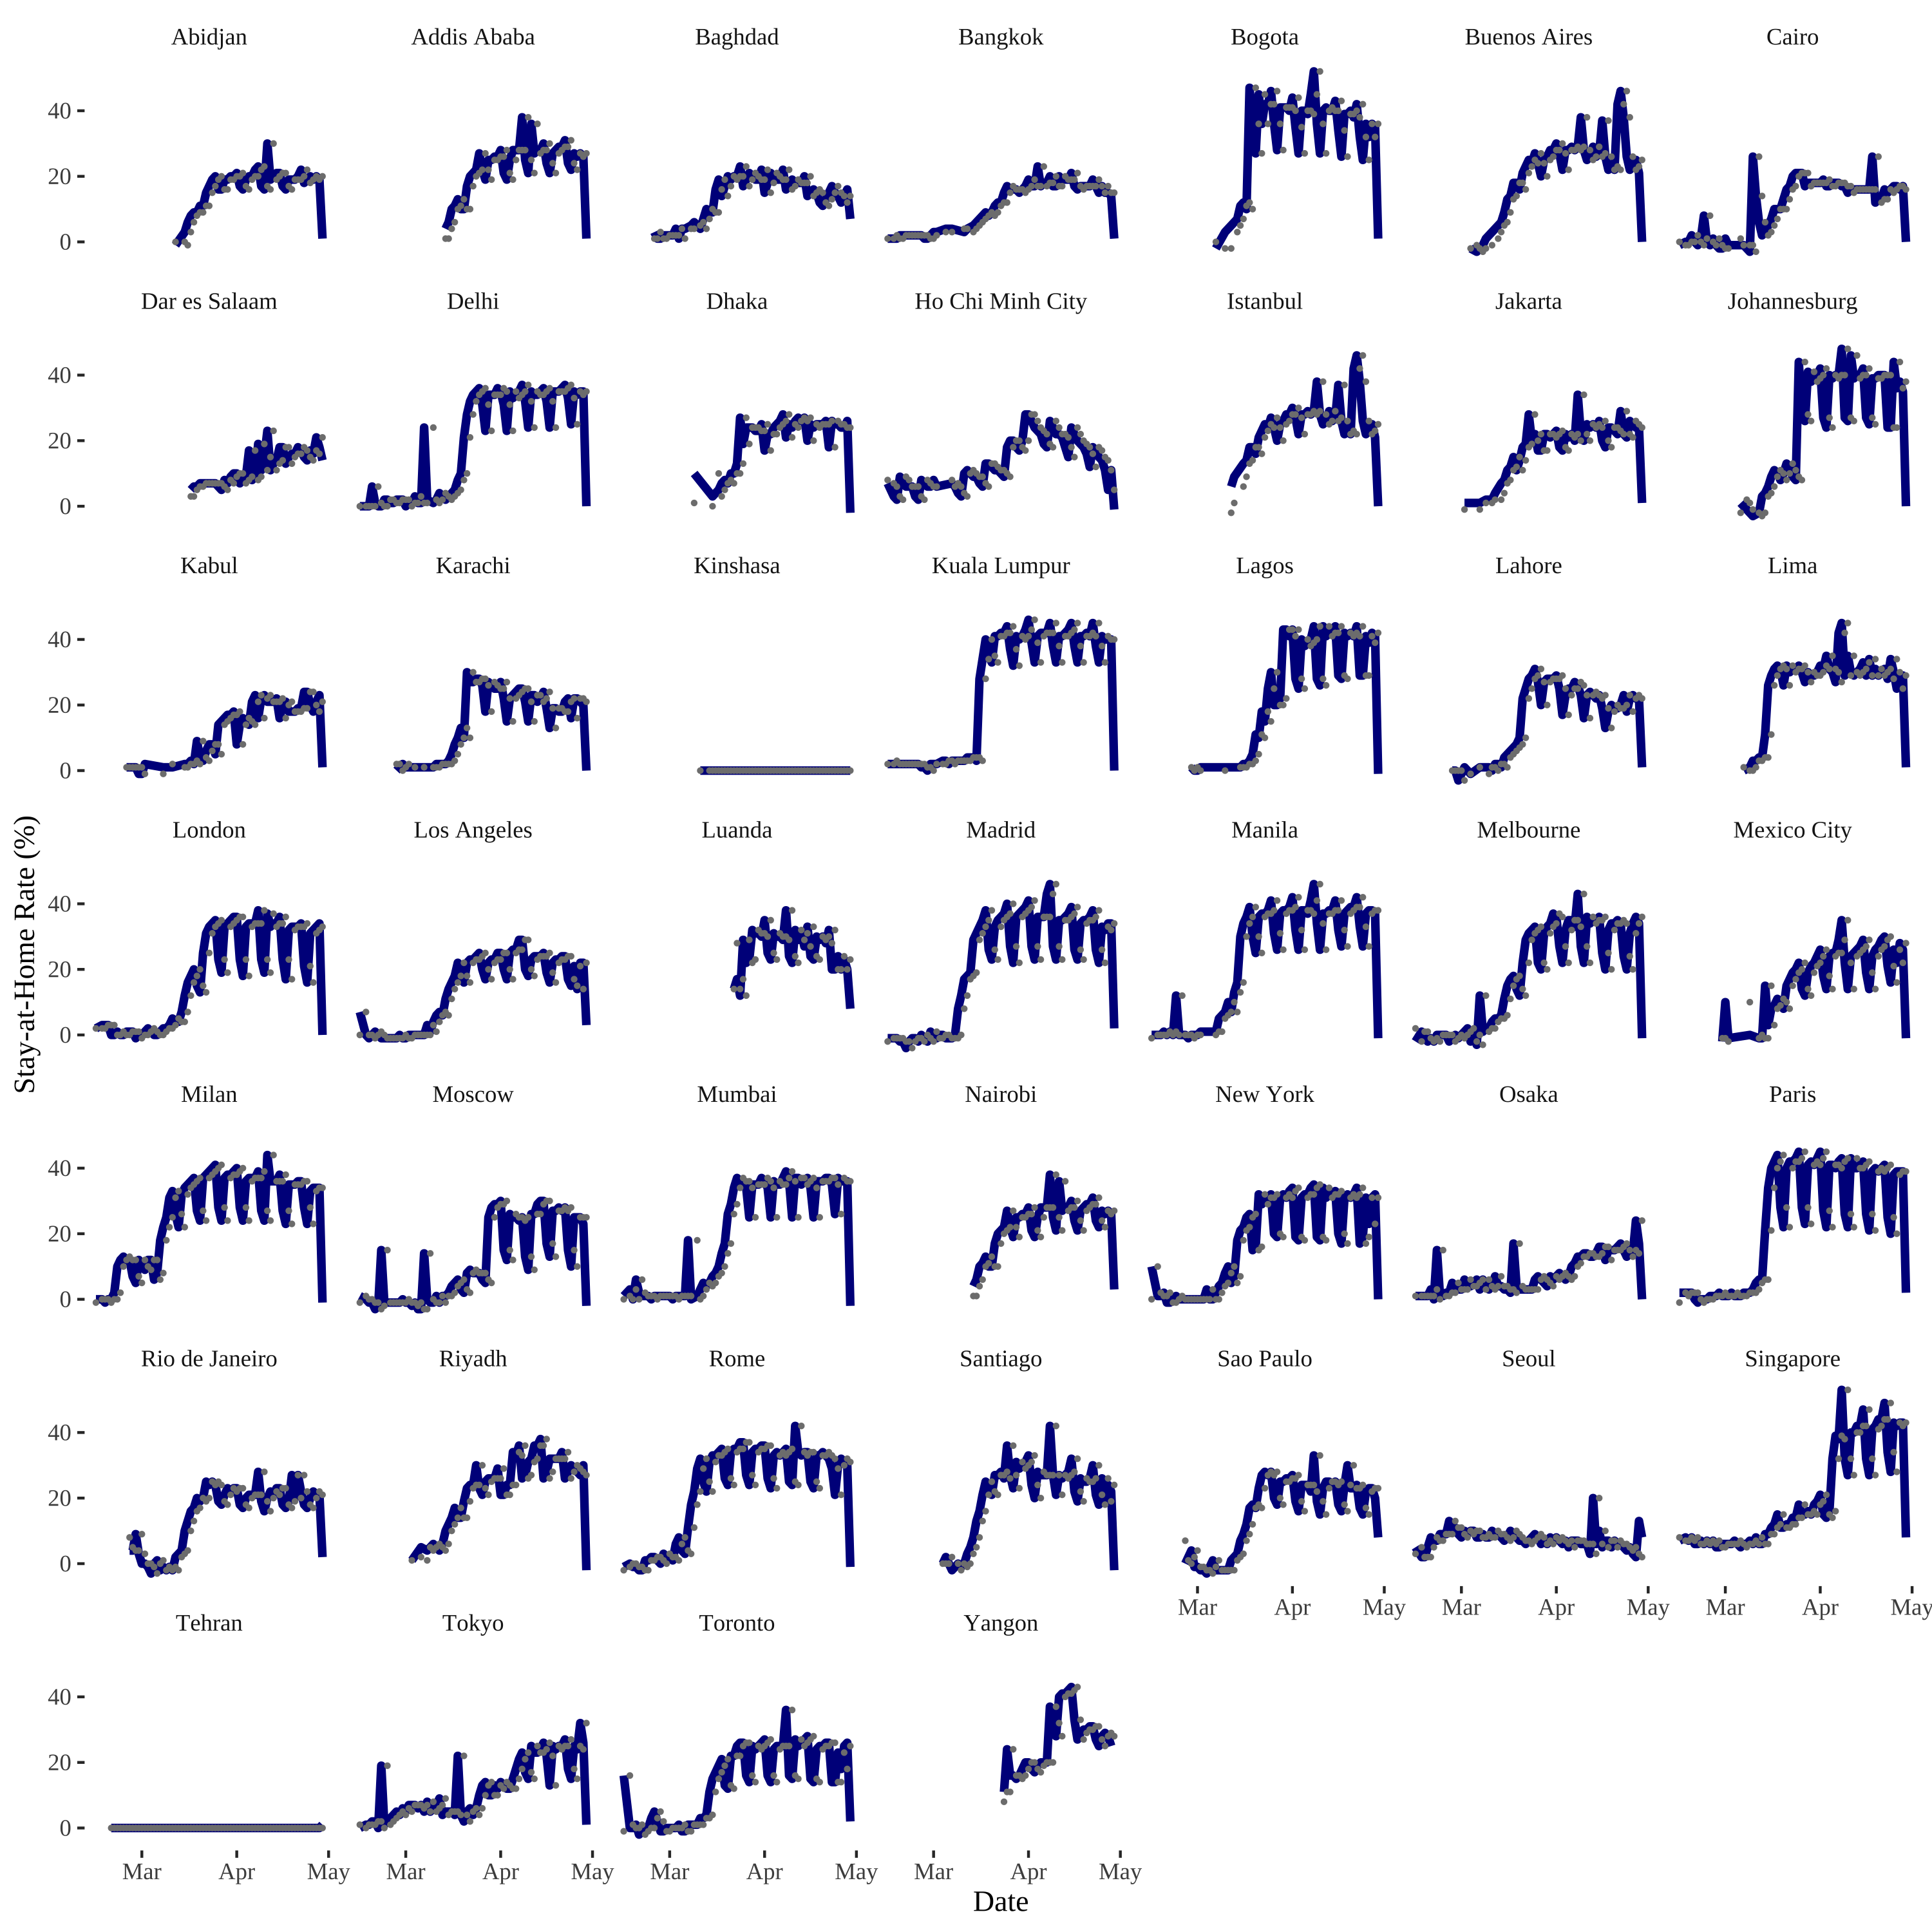 Abidjan Addis Ababa Baghdad Bangkok Bogota Buenos Aires Cairo
40
20
0
Dar es Salaam Delhi Dhaka Ho Chi Minh City Istanbul Jakarta Johannesburg
40
20
0
Kabul Karachi Kinshasa Kuala Lumpur Lagos Lahore Lima
40
20
0
London Los Angeles Luanda Madrid Manila Melbourne Mexico City
40
20
0
Stay-at-Home Rate (%)
Milan Moscow Mumbai Nairobi New York Osaka Paris
40
20
0
Rio de Janeiro Riyadh Rome Santiago Sao Paulo Seoul Singapore
40
20
0
Mar Apr May Mar Apr May Mar Apr May
Tehran Tokyo Toronto Yangon
40
20
0
Mar Apr May Mar Apr May Mar Apr May Mar Apr May
Date